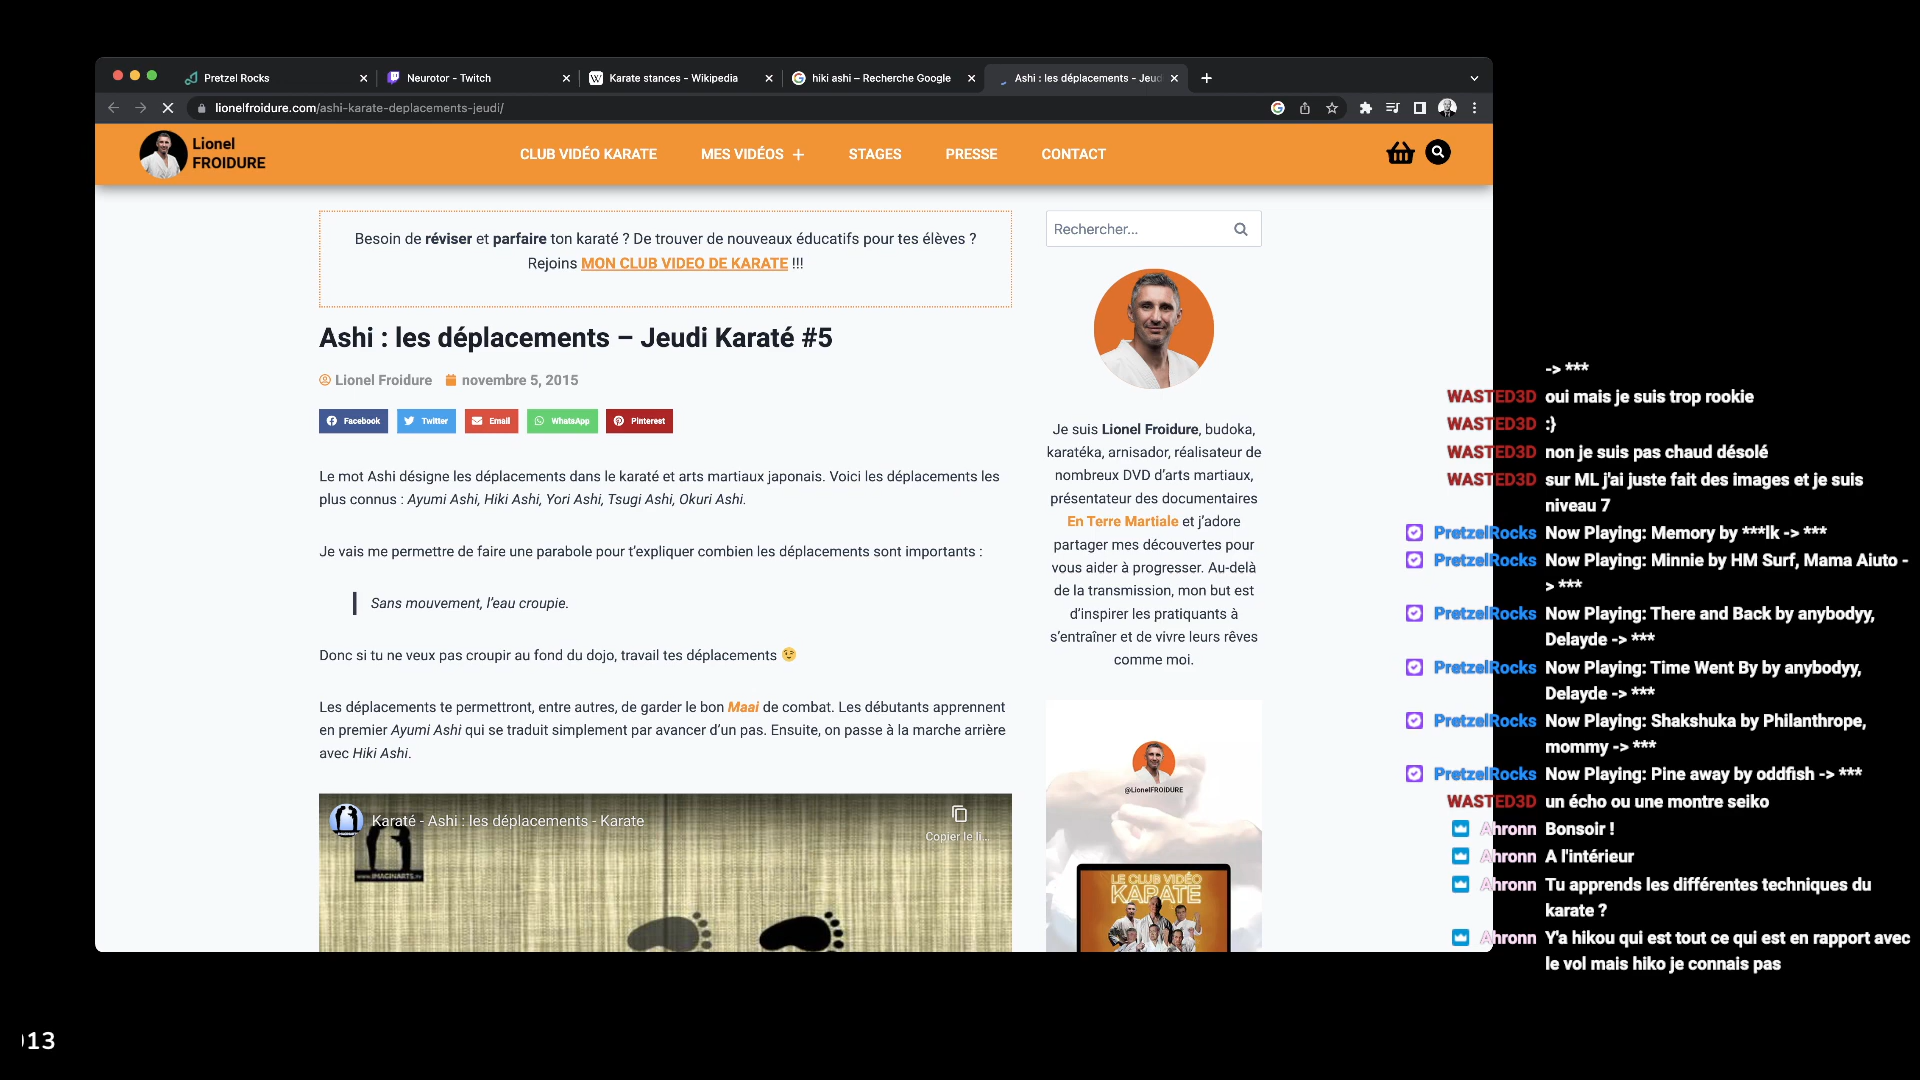 Pretzel Rocks
Neurotor - Twitch
Karate stances - Wikipedia
hiki ashi – Recherche Google
Ashi : les déplacements - Jeud
lionelfroidure.com/ashi-karate-deplacements-jeudi/
Lionel
FROIDURE
CLUB VIDÉO KARATE
MES VIDÉOS +
STAGES
PRESSE
CONTACT
Besoin de réviser et parfaire ton karaté ? De trouver de nouveaux éducatifs pour tes élèves ?
Rejoins MON CLUB VIDEO DE KARATE !!!
Ashi : les déplacements – Jeudi Karaté #5
Lionel Froidure novembre 5, 2015
Facebook
Twitter
Email
WhatsApp
Pinterest
Le mot Ashi désigne les déplacements dans le karaté et arts martiaux japonais. Voici les déplacements les
plus connus : Ayumi Ashi, Hiki Ashi, Yori Ashi, Tsugi Ashi, Okuri Ashi.
Je vais me permettre de faire une parabole pour t'expliquer combien les déplacements sont importants :
Sans mouvement, l'eau croupie.
Donc si tu ne veux pas croupir au fond du dojo, travail tes déplacements 😉
Les déplacements te permettront, entre autres, de garder le bon Maai de combat. Les débutants apprennent
en premier Ayumi Ashi qui se traduit simplement par avancer d'un pas. Ensuite, on passe à la marche arrière
avec Hiki Ashi.
Karaté - Ashi : les déplacements - Karate
Copier le li...
www.IMAGINARTS.tv
Rechercher...
Je suis Lionel Froidure, budoka,
karatéka, arnisador, réalisateur de
nombreux DVD d'arts martiaux,
présentateur des documentaires
En Terre Martiale et j'adore
partager mes découvertes pour
vous aider à progresser. Au-delà
de la transmission, mon but est
d'inspirer les pratiquants à
s'entraîner et de vivre leurs rêves
comme moi.
@LionelFROIDURE
LE CLUB VIDÉO
KARATE
-> ***
WASTED3D oui mais je suis trop rookie
WASTED3D :}
WASTED3D non je suis pas chaud désolé
WASTED3D sur ML j'ai juste fait des images et je suis
niveau 7
PretzelRocks Now Playing: Memory by ***lk -> ***
PretzelRocks Now Playing: Minnie by HM Surf, Mama Aiuto -
> ***
PretzelRocks Now Playing: There and Back by anybodyy,
Delayde -> ***
PretzelRocks Now Playing: Time Went By by anybodyy,
Delayde -> ***
PretzelRocks Now Playing: Shakshuka by Philanthrope,
mommy -> ***
PretzelRocks Now Playing: Pine away by oddfish -> ***
WASTED3D un écho ou une montre seiko
Ahronn Bonsoir !
Ahronn A l'intérieur
Ahronn Tu apprends les différentes techniques du
karate ?
Ahronn Y'a hikou qui est tout ce qui est en rapport avec
le vol mais hiko je connais pas
13